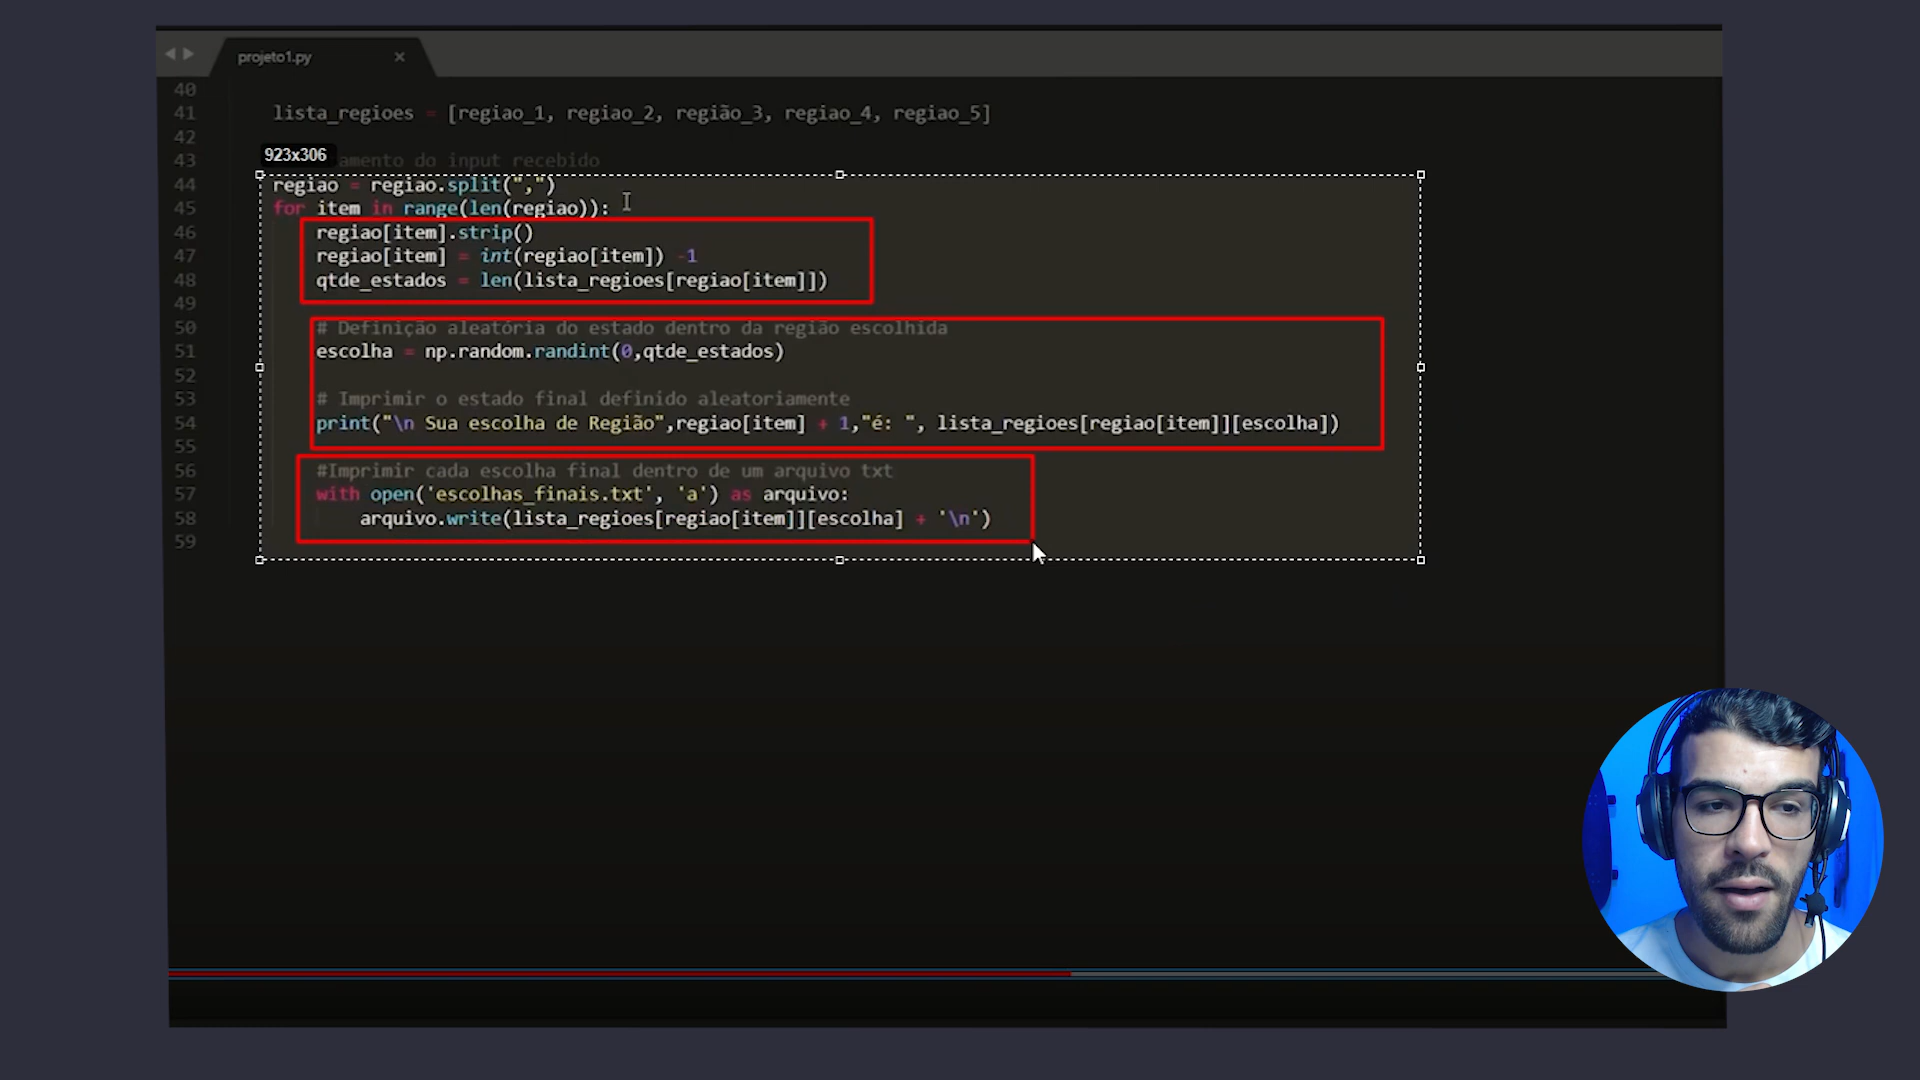 projeto1.py
40
41 lista_regioes = [regiao_1, regiao_2, região_3, regiao_4, regiao_5]
42
923x306
43 amento do input recebido
44 regiao = regiao.split(",")
45 for item in range(len(regiao)):
46 regiao[item].strip()
47 regiao[item] = int(regiao[item]) -1
48 qtde_estados = len(lista_regioes[regiao[item]])
49
50 # Definição aleatória do estado dentro da região escolhida
51 escolha = np.random.randint(0,qtde_estados)
52
53 # Imprimir o estado final definido aleatoriamente
54 print("\n Sua escolha de Região",regiao[item] + 1,"é: ", lista_regioes[regiao[item]][escolha])
55
56 #Imprimir cada escolha final dentro de um arquivo txt
57 with open('escolhas_finais.txt', 'a') as arquivo:
58 arquivo.write(lista_regioes[regiao[item]][escolha] + '\n')
59